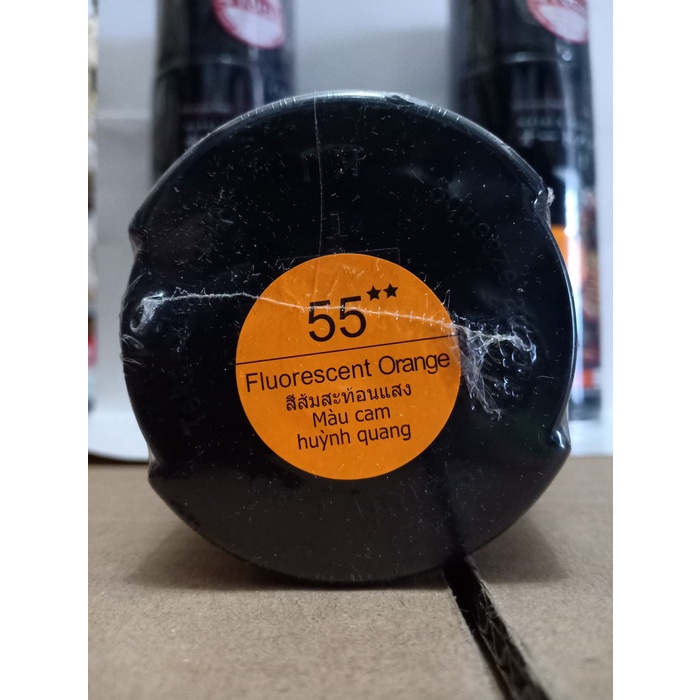 55**
Fluorescent Orange
สีส้มสะท้อนแสง
Màu cam
huỳnh quang